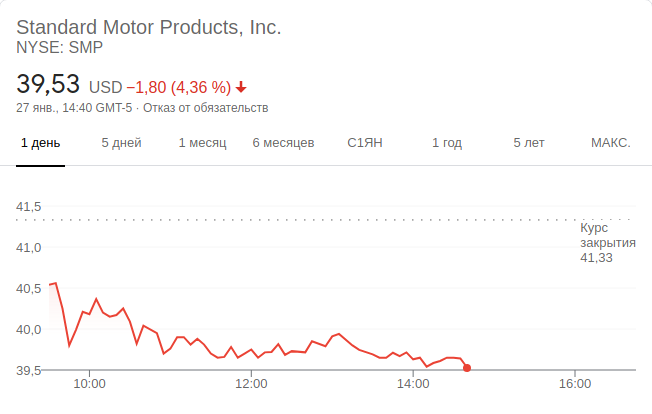 Standard Motor Products, Inc.
NYSE: SMP
39,53 USD −1,80 (4,36 %)
27 янв., 14:40 GMT-5 · Отказ от обязательств
1 день 5 дней 1 месяц 6 месяцев С1ЯН 1 год 5 лет МАКС.
41,5
Курс
закрытия
41,33
41,0
40,5
40,0
39,5
10:00 12:00 14:00 16:00